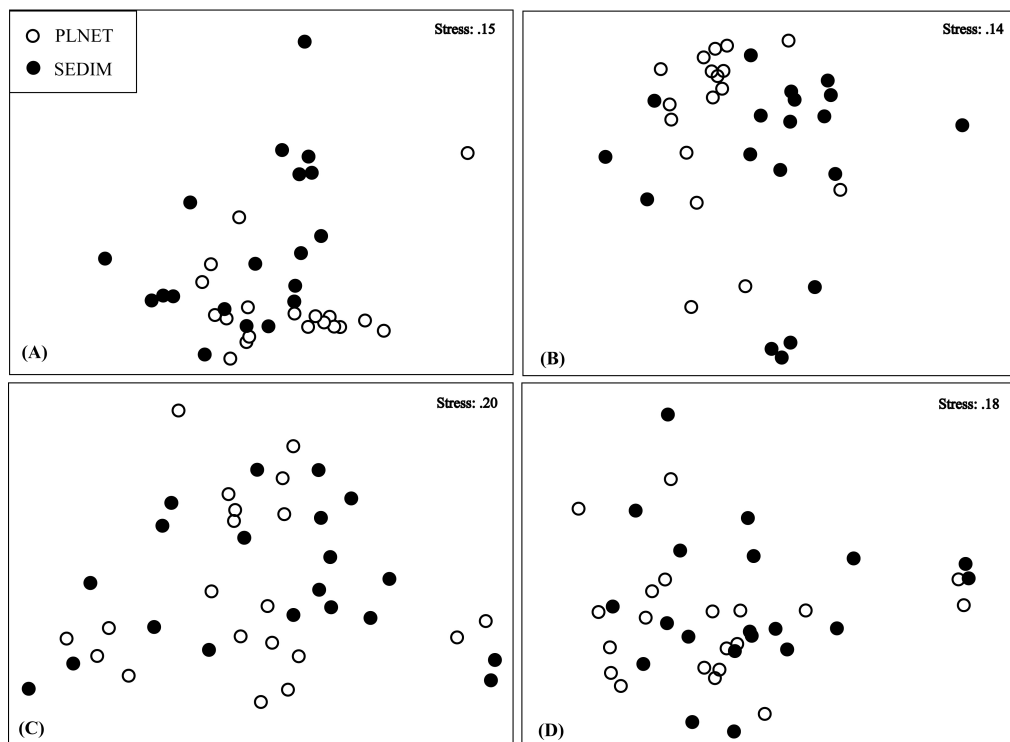 PLNET
SEDIM
Stress: .15
(A)
Stress: .14
(B)
Stress: .20
(C)
Stress: .18
(D)